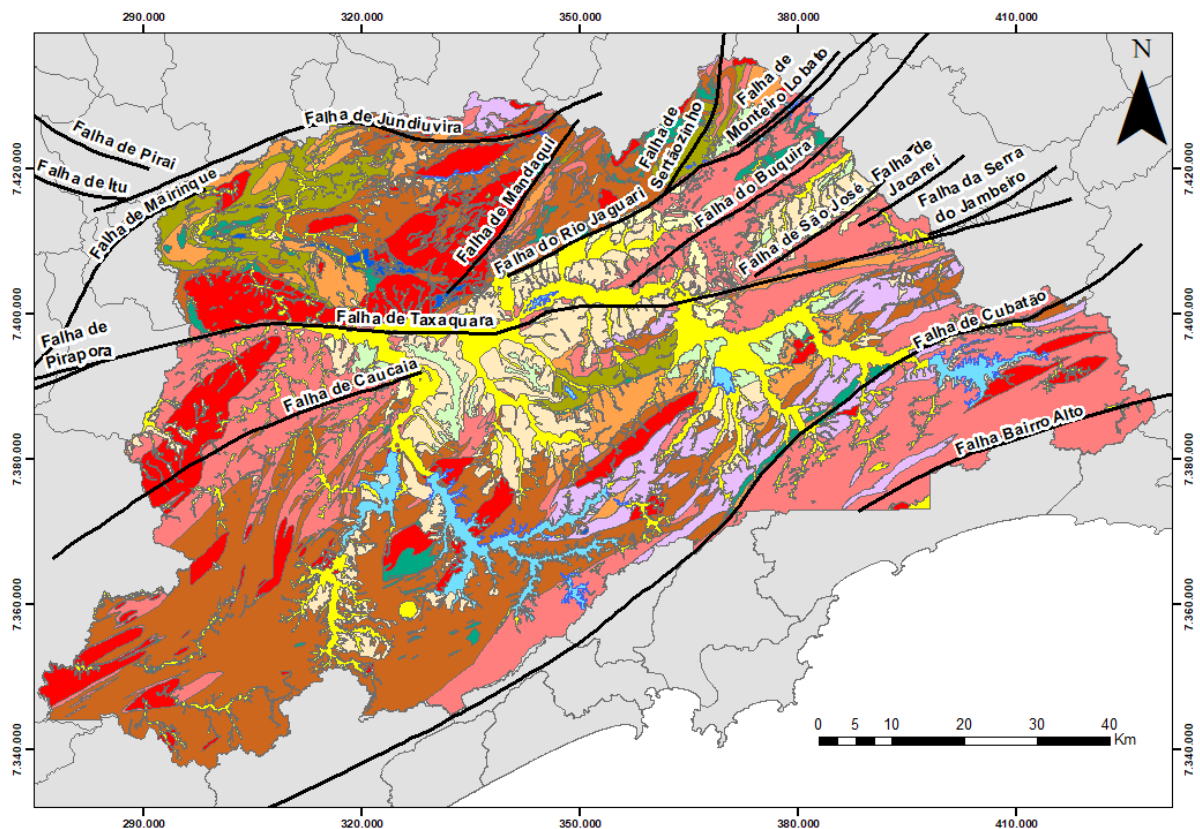 290.000
320.000
350.000
380.000
410.000
N
Falha de Jundiuvira
Falha de
Monteiro Lobato
Falha de
Sertãozinho
Falha de Pirai
Falha de Itu
Falha de Mairinque
Falha de Mandaqui
Falha do Rio Jaguari
Falha do Buquira
Falha de
Jacareí
Falha de São José
Falha da Serra
do Jambeiro
Falha de
Pirapora
Falha de Taxaquara
Falha de Cubatão
Falha de Caucaia
Falha Bairro Alto
7.420.000
7.400.000
7.380.000
7.360.000
7.340.000
7.420.000
7.400.000
7.380.000
7.360.000
7.340.000
0 5 10 20 30 40
Km
290.000
320.000
350.000
380.000
410.000